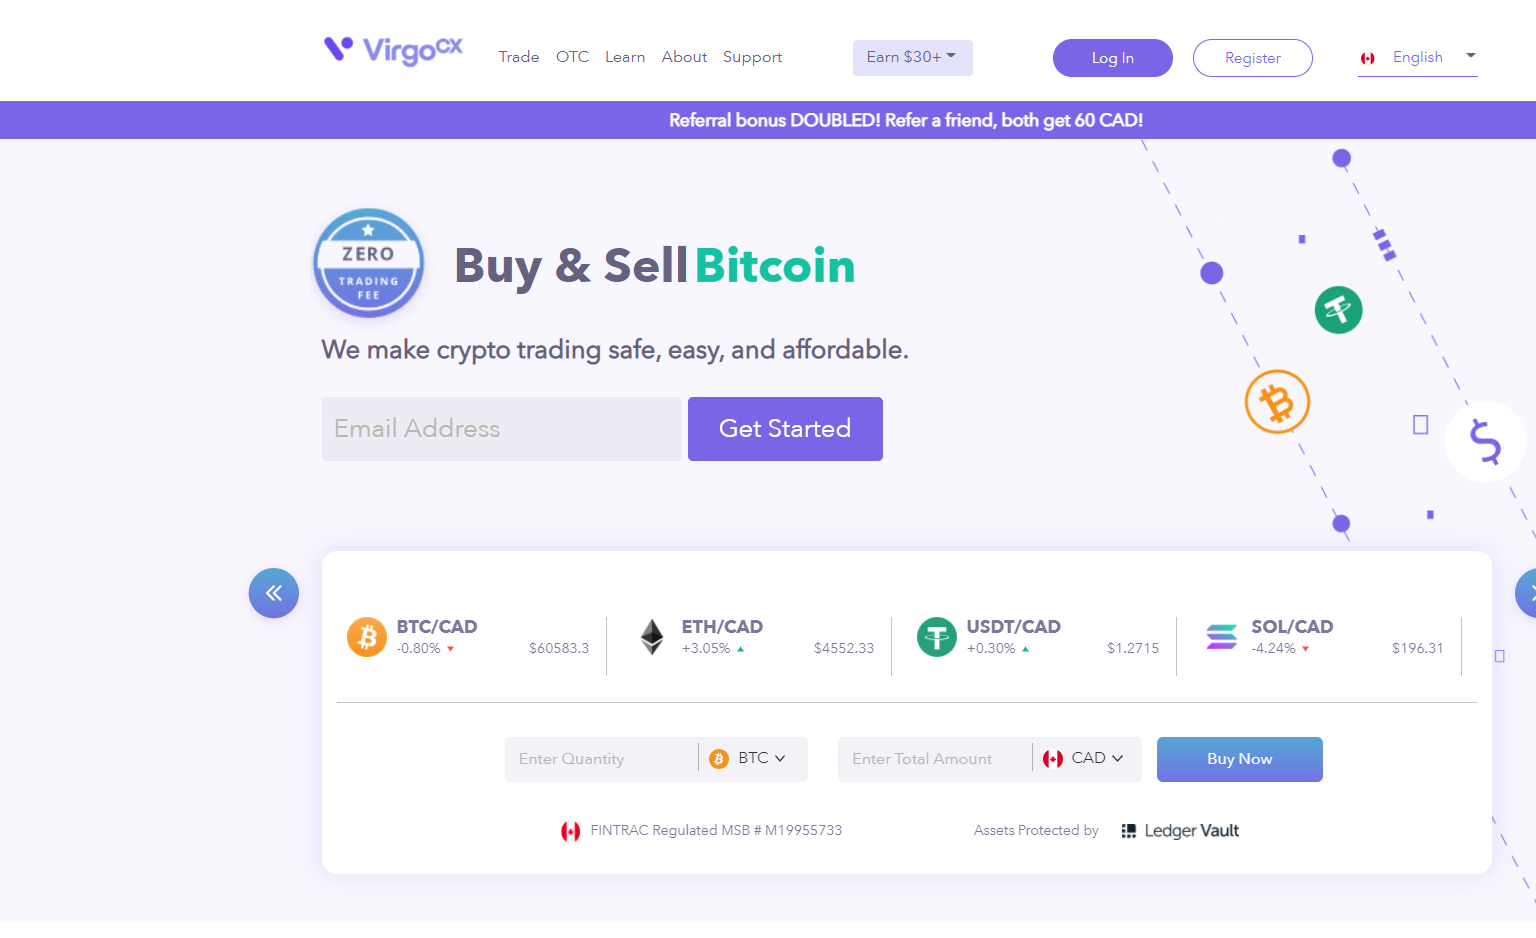 VirgoCX
Trade OTC Learn About Support
Earn $30+
Log In
Register
English
Referral bonus DOUBLED! Refer a friend, both get 60 CAD!
ZERO
TRADING
FEE
Buy & Sell Bitcoin
We make crypto trading safe, easy, and affordable.
Email Address
Get Started
BTC/CAD
-0.80% $60583.3
ETH/CAD
+3.05% $4552.33
USDT/CAD
+0.30% $1.2715
SOL/CAD
-4.24% $196.31
Enter Quantity BTC
Enter Total Amount CAD
Buy Now
FINTRAC Regulated MSB # M19955733
Assets Protected by Ledger Vault